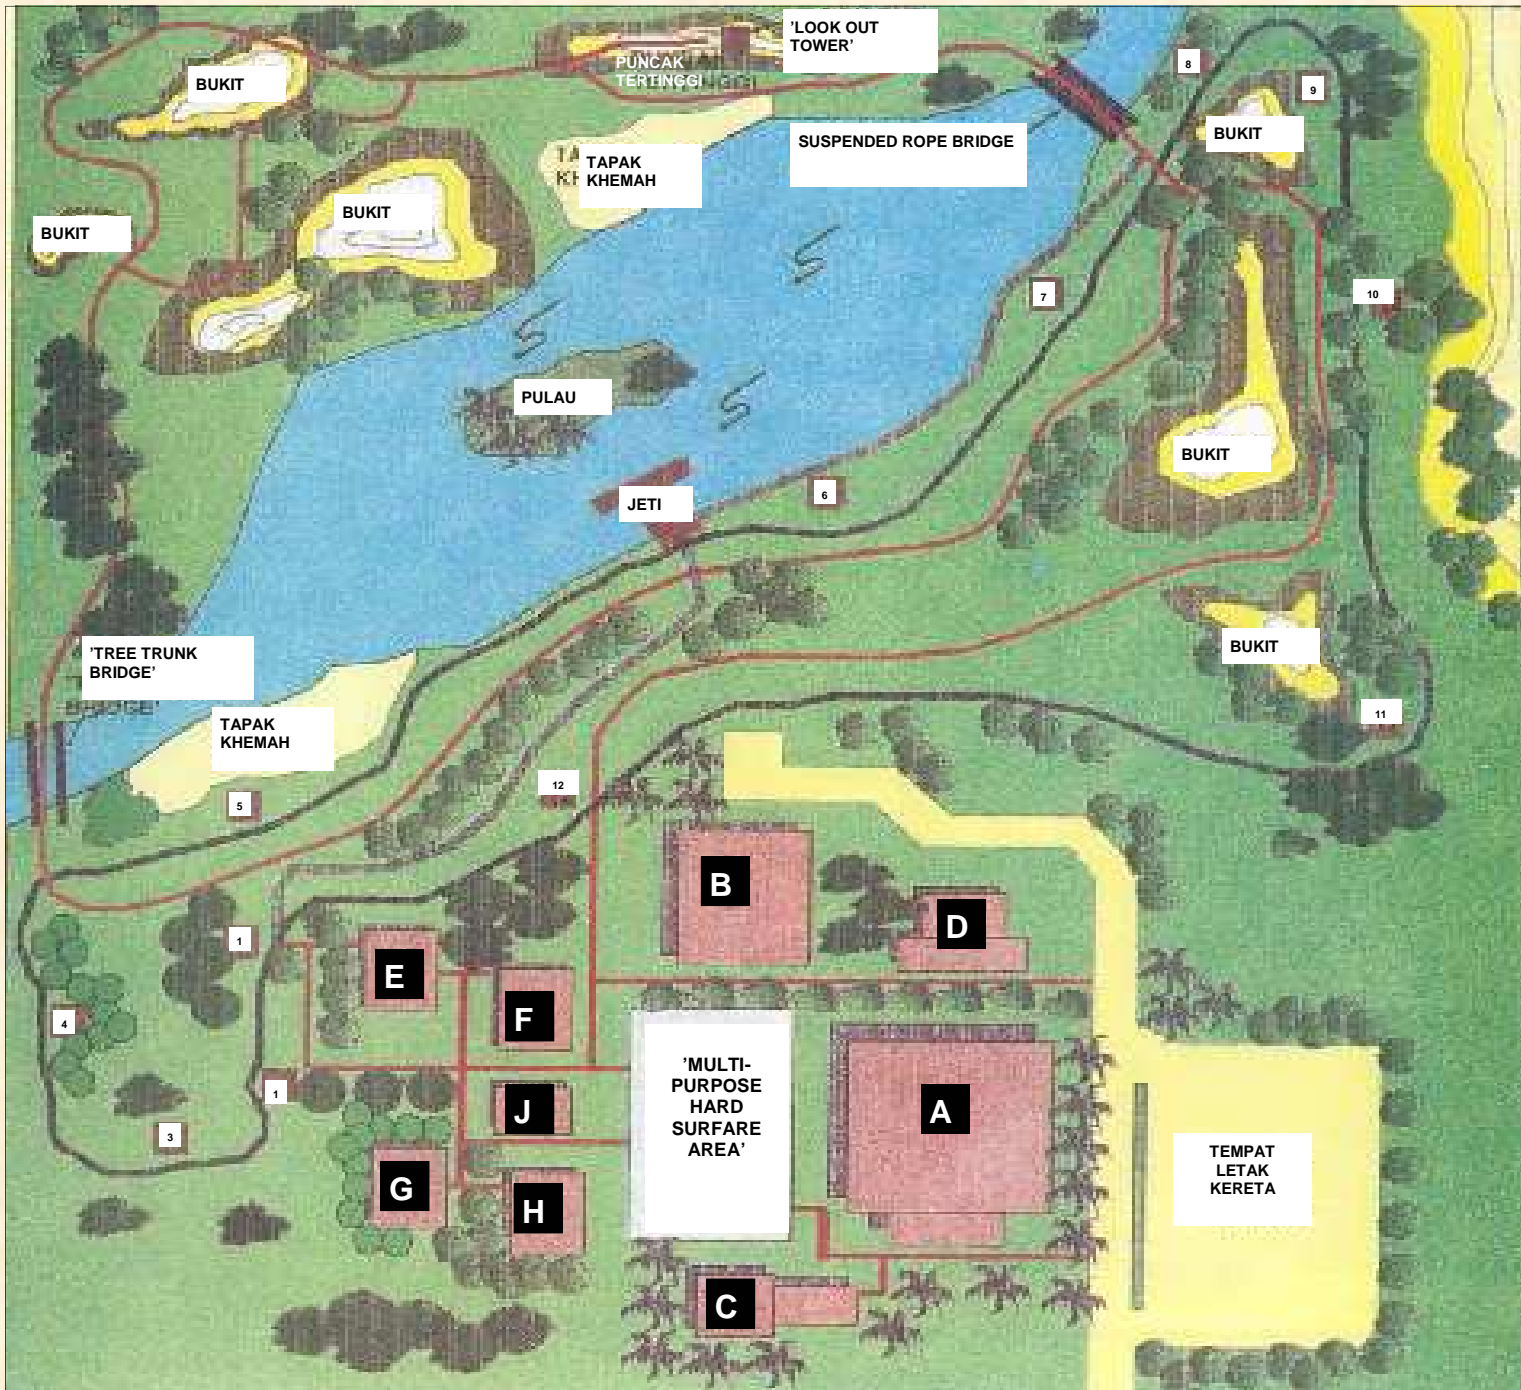 'LOOK OUT
TOWER'
PUNCAK
TERTINGGI
BUKIT
8
9
BUKIT
SUSPENDED ROPE BRIDGE
TAPAK
KHEMAH
BUKIT
BUKIT
7
10
PULAU
BUKIT
6
JETI
'TREE TRUNK
BRIDGE'
BUKIT
TAPAK
KHEMAH
11
12
5
B
D
1
E
F
4
'MULTI-
PURPOSE
HARD
SURFARE
AREA'
A
1
J
3
TEMPAT
LETAK
KERETA
G
H
C